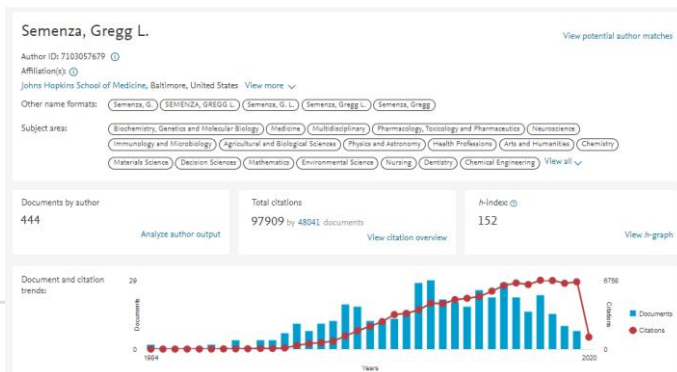 Semenza, Gregg L.
View potential author matches
Author ID: 7103057679
Affiliation(s):
Johns Hopkins School of Medicine, Baltimore, United States View more
Other name formats: Semenza, G. SEMENZA, GREGG L. Semenza, G. L. Semenza, Gregg L. Semenza, Gregg
Subject area: Biochemistry, Genetics and Molecular Biology Medicine Multidisciplinary Pharmacology, Toxicology and Pharmaceutics Neuroscience
Immunology and Microbiology Agricultural and Biological Sciences Physics and Astronomy Health Professions Arts and Humanities Chemistry
Materials Science Decision Sciences Mathematics Environmental Science Nursing Dentistry Chemical Engineering View all
Documents by author
444
Analyze author output
Total citations
97909 by 48041 documents
View citation overview
h-index
152
View h-graph
Document and citation trends:
29
6756
Documents
Citations
0
0
1984
2020
Years
Documents
Citations